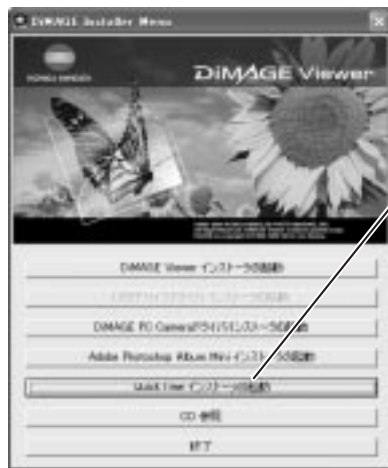 DiMAGE Installer Menu
KONICA MINOLTA
DiMAGE Viewer
DiMAGE Viewer インストーラの起動
DiMAGE PC Cameraドライバインストーラの起動
Adobe Photoshop Album Mini インストーラの起動
QuickTime インストーラの起動
CD 参照
終了